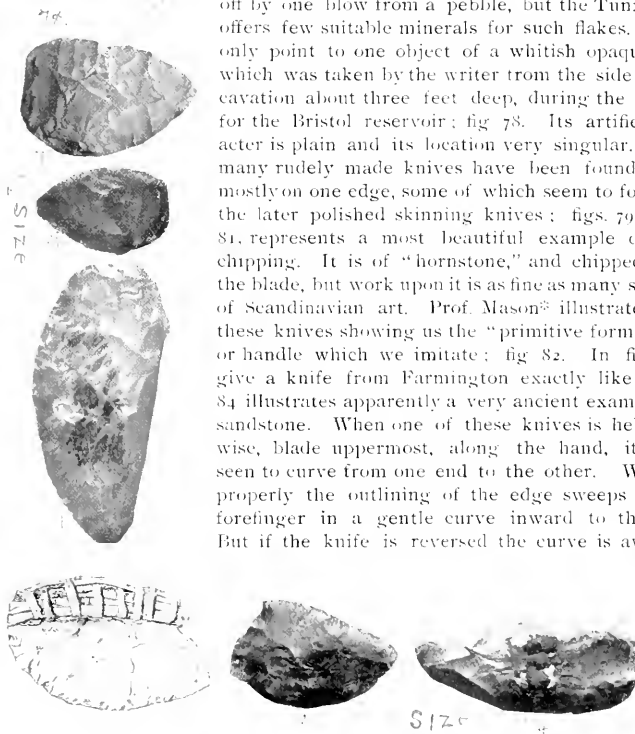 off by one blow from a pebble, but the Tun
offers few suitable minerals for such flakes.
only point to one object of a whitish opaqu
which was taken by the writer trom the side
cavation about three feet deep, during the
for the Bristol reservoir; fig 78. Its artifi
acter is plain and its location very singular.
many rudely made knives have been found
mostly on one edge, some of which seem to fo
the later polished skinning knives; figs. 79
81, represents a most beautiful example o
chipping. It is of "hornstone," and chipped
the blade, but work upon it is as fine as many s
of Scandinavian art. Prof. Mason* illustrate
these knives showing us the "primitive form
or handle which we imitate; fig 82. In fi
give a knife from Farmington exactly like
84 illustrates apparently a very ancient exam
sandstone. When one of these knives is he
wise, blade uppermost, along the hand, it
seen to curve from one end to the other. W
properly the outlining of the edge sweeps
forefinger in a gentle curve inward to th
But if the knife is reversed the curve is a
SIZE
SIZE